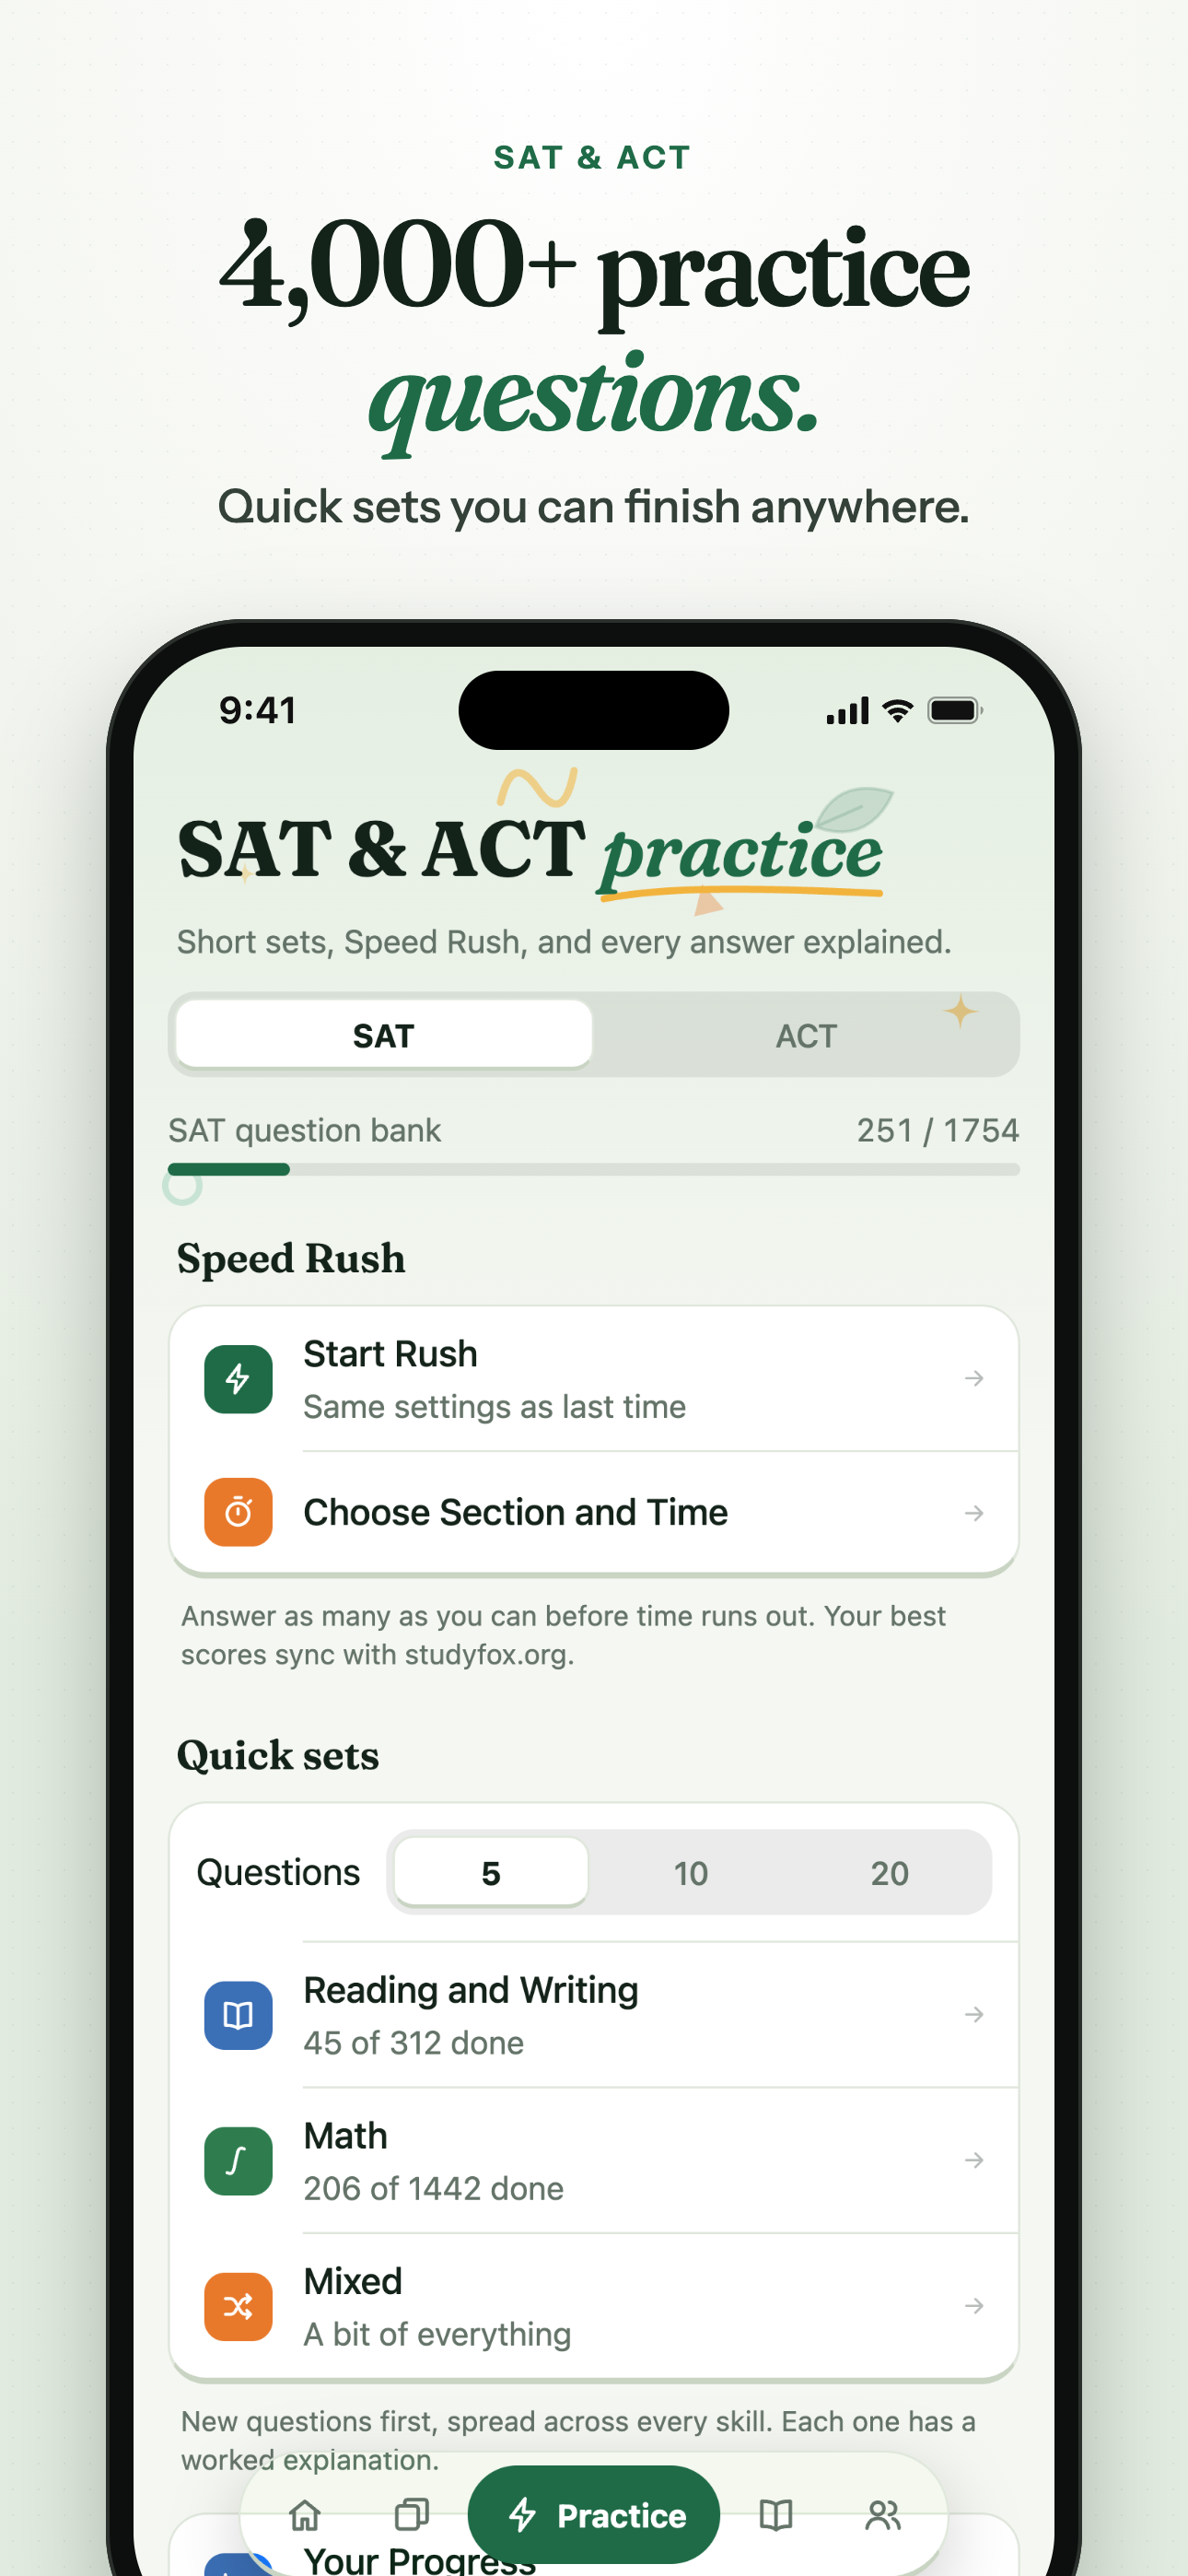 SAT & ACT
4,000+ practice
questions.
Quick sets you can finish anywhere.
9:41
SAT & ACT practice
Short sets, Speed Rush, and every answer explained.
SAT ACT
SAT question bank 251 / 1754
Speed Rush
Start Rush
Same settings as last time
Choose Section and Time
Answer as many as you can before time runs out. Your best
scores sync with studyfox.org.
Quick sets
Questions 5 10 20
Reading and Writing
45 of 312 done
Math
206 of 1442 done
Mixed
A bit of everything
New questions first, spread across every skill. Each one has a
worked explanation.
Practice
Your Progress